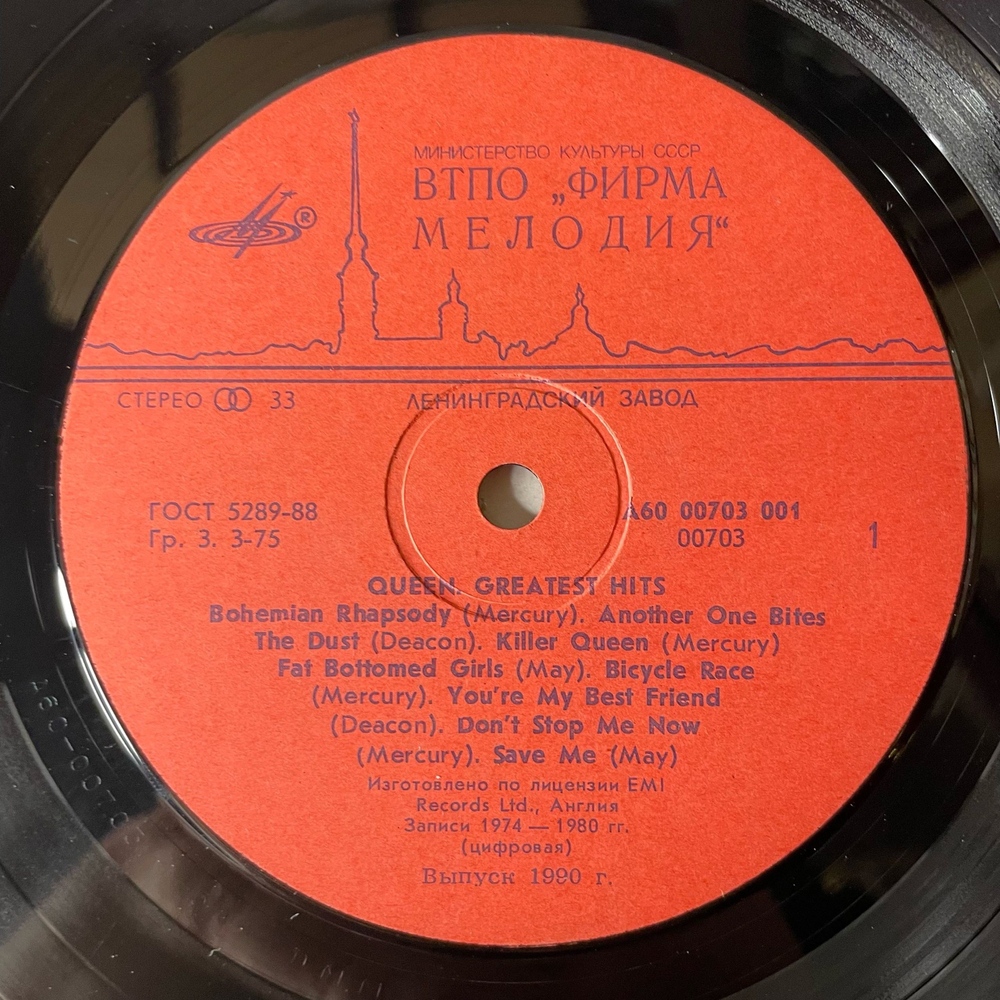 МИНИСТЕРСТВО КУЛЬТУРЫ СССР
ВТПО „ФИРМА
МЕЛОДИЯ“
®
СТЕРЕО 33
ЛЕНИНГРАДСКИЙ ЗАВОД
ГОСТ 5289-88
Гр. 3. 3-75
А60 00703 001
00703
1
QUEEN. GREATEST HITS
Bohemian Rhapsody (Mercury). Another One Bites
The Dust (Deacon). Killer Queen (Mercury)
Fat Bottomed Girls (May). Bicycle Race
(Mercury). You're My Best Friend
(Deacon). Don't Stop Me Now
(Mercury). Save Me (May)
Изготовлено по лицензии EMI
Records Ltd., Англия
Записи 1974 — 1980 гг.
(цифровая)
Выпуск 1990 г.